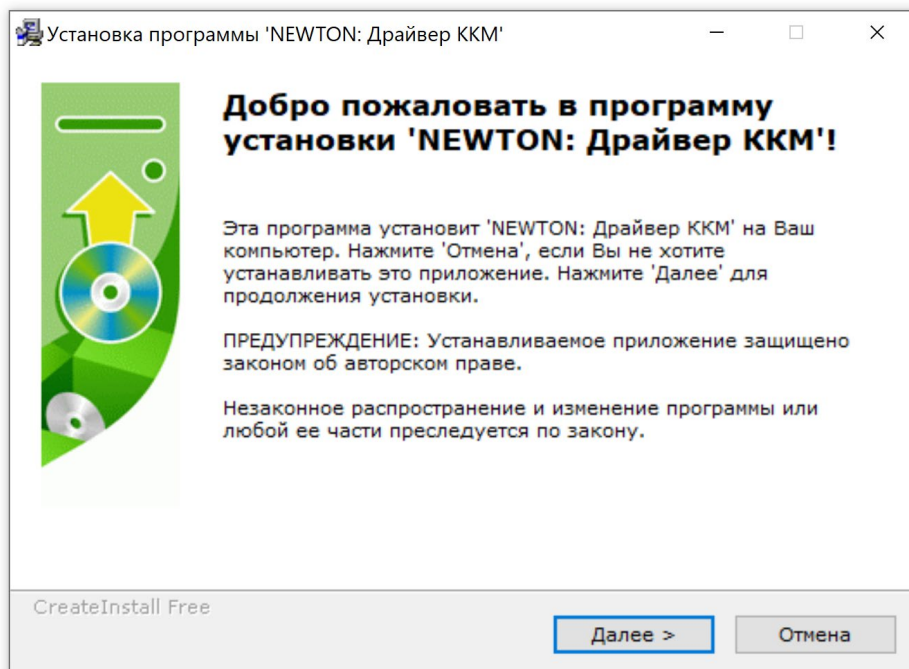 Установка программы 'NEWTON: Драйвер ККМ'
Добро пожаловать в программу
установки 'NEWTON: Драйвер ККМ'!
Эта программа установит 'NEWTON: Драйвер ККМ' на Ваш
компьютер. Нажмите 'Отмена', если Вы не хотите
устанавливать это приложение. Нажмите 'Далее' для
продолжения установки.
ПРЕДУПРЕЖДЕНИЕ: Устанавливаемое приложение защищено
законом об авторском праве.
Незаконное распространение и изменение программы или
любой ее части преследуется по закону.
CreateInstall Free
Далее >
Отмена